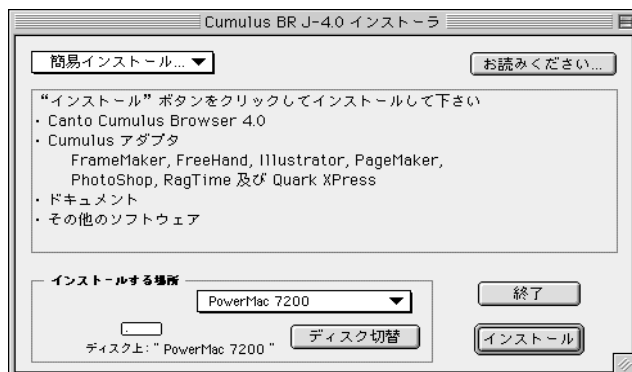 Cumulus BR J-4.0 インストーラ
簡易インストール...
お読みください...
“インストール” ボタンをクリックしてインストールして下さい
・Canto Cumulus Browser 4.0
・Cumulus アダプタ
FrameMaker, FreeHand, Illustrator, PageMaker,
PhotoShop, RagTime 及び Quark XPress
・ドキュメント
・その他のソフトウェア
インストールする場所
PowerMac 7200
終了
ディスク切替
インストール
ディスク上:" PowerMac 7200 "